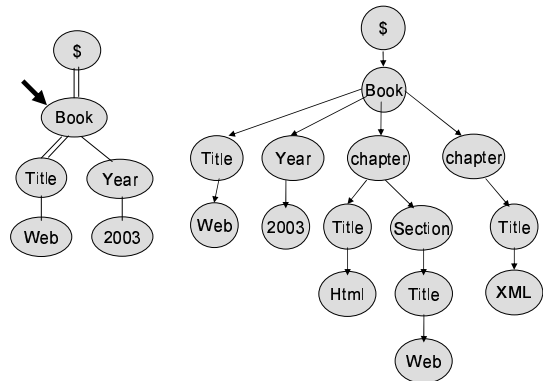 $
Book
Title Year
Web 2003
$
Book
Title Year chapter chapter
Web 2003 Title Section Title
Html Title XML
Web